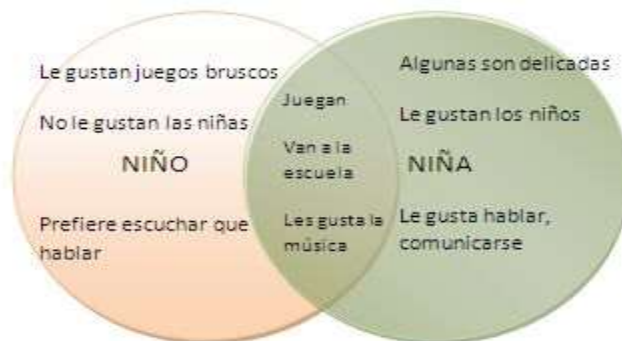 Le gustan juegos bruscos
No le gustan las niñas
NIÑO
Prefiere escuchar que
hablar
Juegan
Van a la
escuela
Les gusta la
música
Algunas son delicadas
Le gustan los niños
NIÑA
Le gusta hablar,
comunicarse